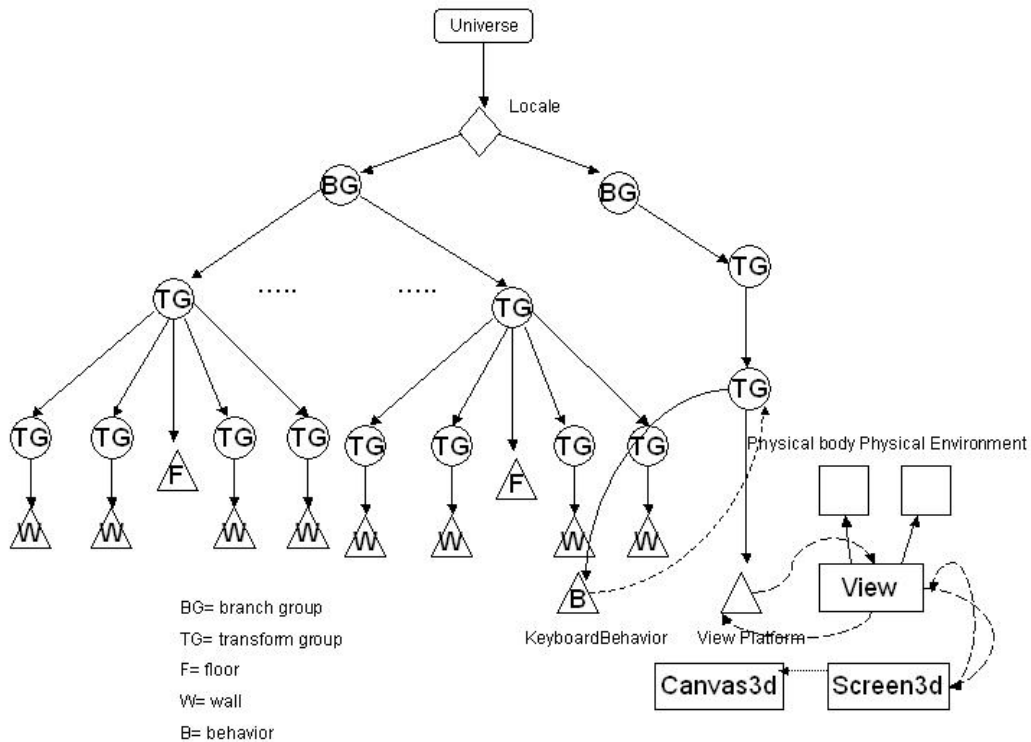 Universe
Locale
BG
BG
TG
TG ..... ..... TG
TG
TG TG TG TG TG TG TG TG
Physical body Physical Environment
F F
W W W W W W W W
B View
BG= branch group
KeyboardBehavior View Platform
TG= transform group
F= floor
Canvas3d Screen3d
W= wall
B= behavior